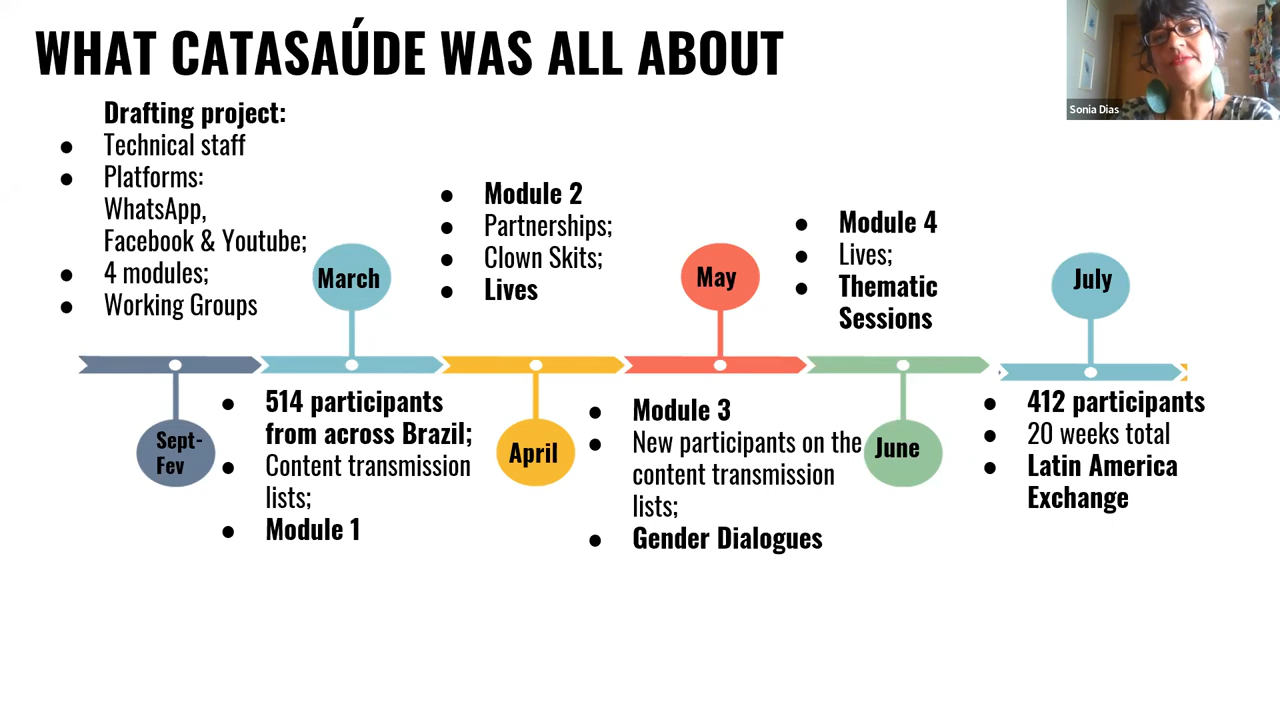 WHAT CATASAÚDE WAS ALL ABOUT
Sonia Dias
Drafting project:
● Technical staff
● Platforms:
WhatsApp,
Facebook & Youtube;
● 4 modules;
● Working Groups
Sept-
Fev
March
● 514 participants
from across Brazil;
● Content transmission
lists;
● Module 1
● Module 2
● Partnerships;
● Clown Skits;
● Lives
April
May
● Module 3
● New participants on the
content transmission
lists;
● Gender Dialogues
● Module 4
● Lives;
● Thematic
Sessions
June
July
● 412 participants
● 20 weeks total
● Latin America
Exchange